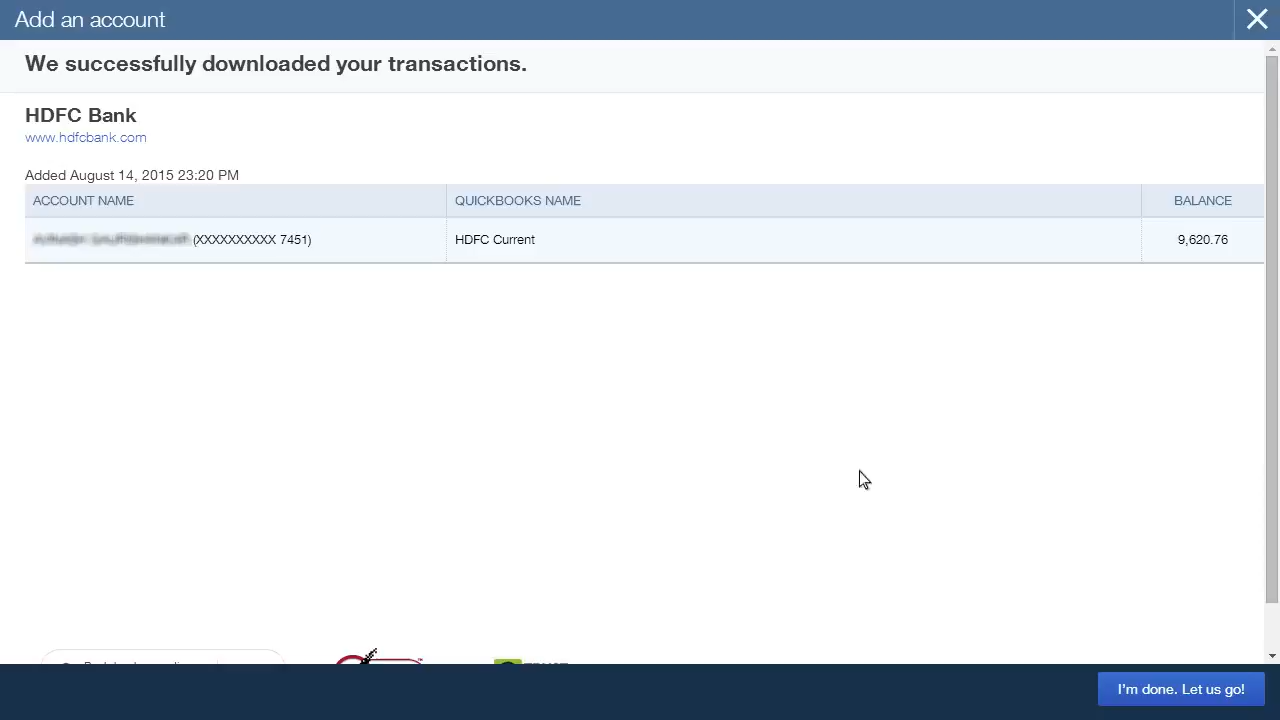 Add an account
We successfully downloaded your transactions.
HDFC Bank
www.hdfcbank.com
Added August 14, 2015 23:20 PM
ACCOUNT NAME QUICKBOOKS NAME BALANCE
(XXXXXXXXXX 7451) HDFC Current 9,620.76
I'm done. Let us go!